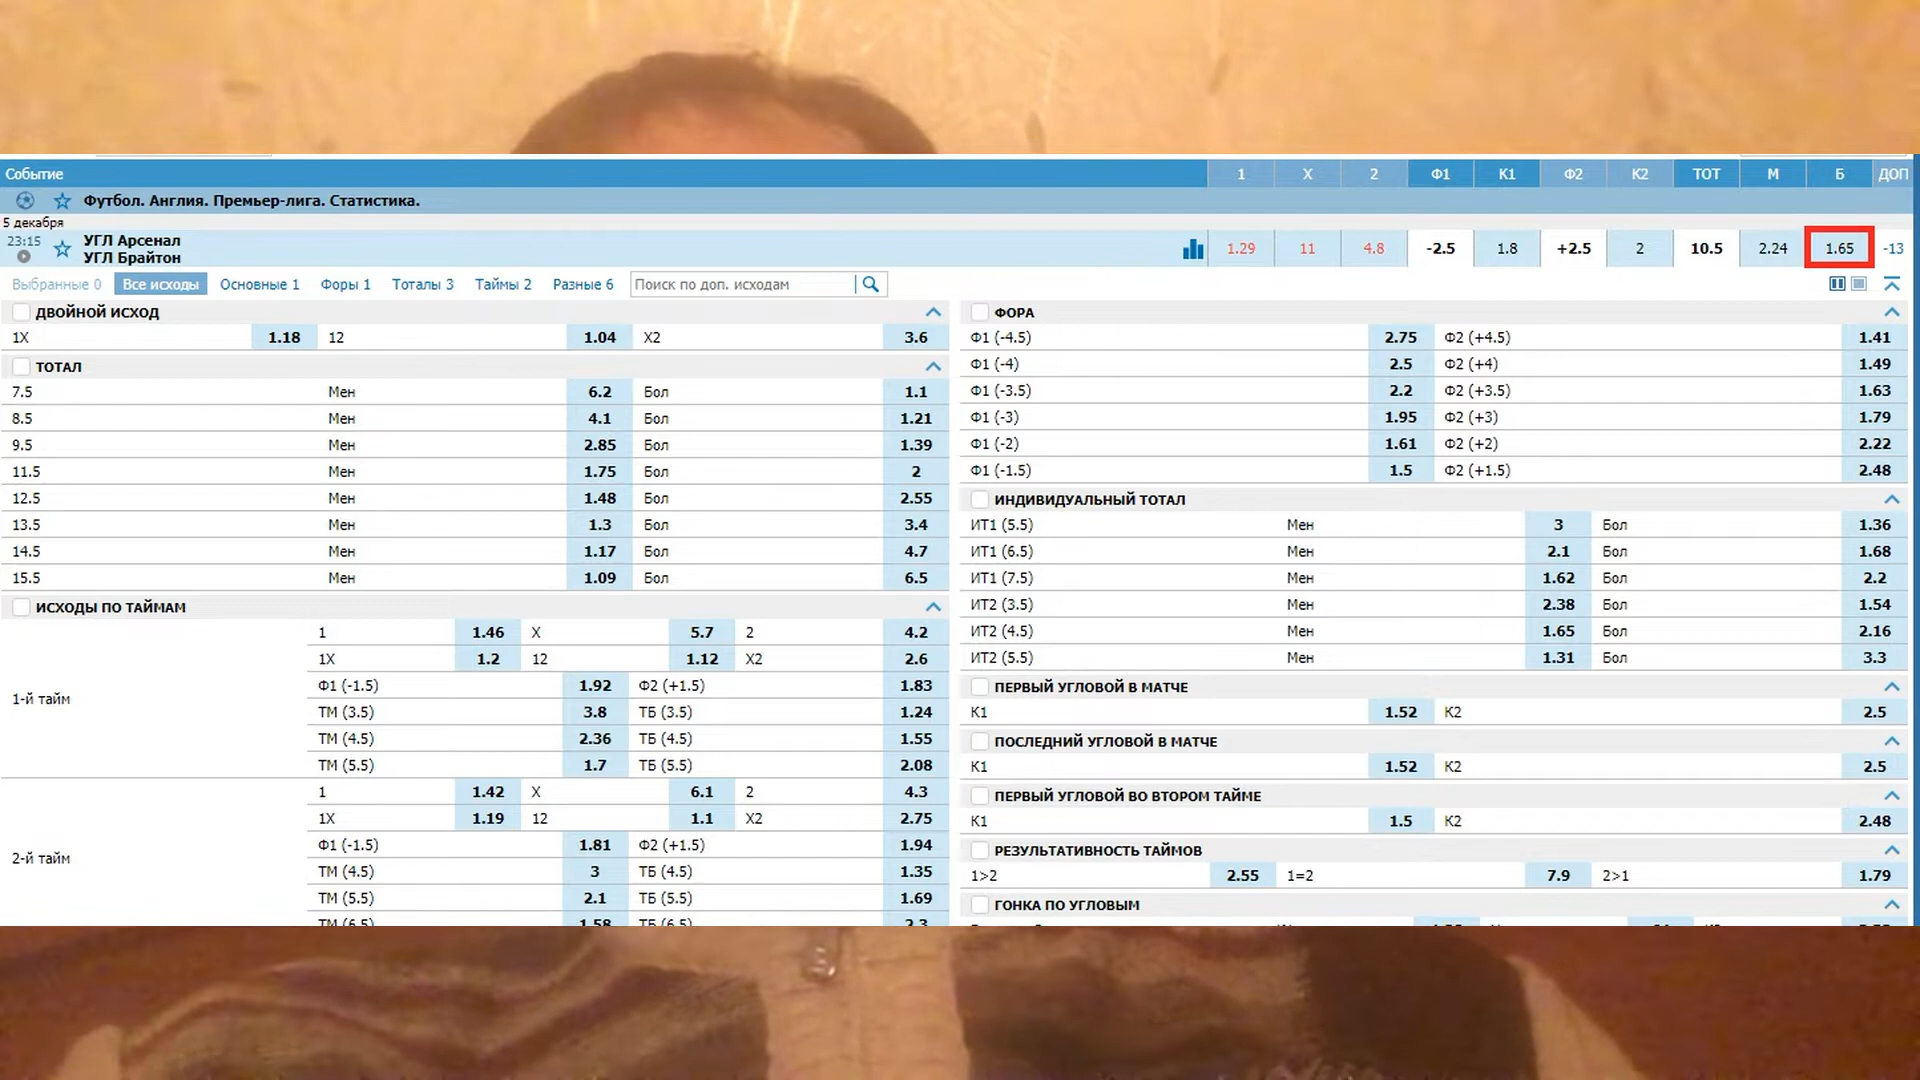 Событие 1 X 2 Ф1 К1 Ф2 К2 ТОТ М Б ДОП
Футбол. Англия. Премьер-лига. Статистика.
5 декабря
23:15 УГЛ Арсенал
УГЛ Брайтон
1.29 11 4.8 -2.5 1.8 +2.5 2 10.5 2.24 1.65 -13
Выбранные 0 Все исходы Основные 1 Форы 1 Тоталы 3 Таймы 2 Разные 6 Поиск по доп. исходам
ДВОЙНОЙ ИСХОД
1X 1.18 12 1.04 X2 3.6
ТОТАЛ
7.5 Мен 6.2 Бол 1.1
8.5 Мен 4.1 Бол 1.21
9.5 Мен 2.85 Бол 1.39
11.5 Мен 1.75 Бол 2
12.5 Мен 1.48 Бол 2.55
13.5 Мен 1.3 Бол 3.4
14.5 Мен 1.17 Бол 4.7
15.5 Мен 1.09 Бол 6.5
ИСХОДЫ ПО ТАЙМАМ
1-й тайм
1 1.46 X 5.7 2 4.2
1X 1.2 12 1.12 X2 2.6
Ф1 (-1.5) 1.92 Ф2 (+1.5) 1.83
ТМ (3.5) 3.8 ТБ (3.5) 1.24
ТМ (4.5) 2.36 ТБ (4.5) 1.55
ТМ (5.5) 1.7 ТБ (5.5) 2.08
2-й тайм
1 1.42 X 6.1 2 4.3
1X 1.19 12 1.1 X2 2.75
Ф1 (-1.5) 1.81 Ф2 (+1.5) 1.94
ТМ (4.5) 3 ТБ (4.5) 1.35
ТМ (5.5) 2.1 ТБ (5.5) 1.69
ТМ (6.5) 1.58 ТБ (6.5) 2.3
ФОРА
Ф1 (-4.5) 2.75 Ф2 (+4.5) 1.41
Ф1 (-4) 2.5 Ф2 (+4) 1.49
Ф1 (-3.5) 2.2 Ф2 (+3.5) 1.63
Ф1 (-3) 1.95 Ф2 (+3) 1.79
Ф1 (-2) 1.61 Ф2 (+2) 2.22
Ф1 (-1.5) 1.5 Ф2 (+1.5) 2.48
ИНДИВИДУАЛЬНЫЙ ТОТАЛ
ИТ1 (5.5) Мен 3 Бол 1.36
ИТ1 (6.5) Мен 2.1 Бол 1.68
ИТ1 (7.5) Мен 1.62 Бол 2.2
ИТ2 (3.5) Мен 2.38 Бол 1.54
ИТ2 (4.5) Мен 1.65 Бол 2.16
ИТ2 (5.5) Мен 1.31 Бол 3.3
ПЕРВЫЙ УГЛОВОЙ В МАТЧЕ
К1 1.52 К2 2.5
ПОСЛЕДНИЙ УГЛОВОЙ В МАТЧЕ
К1 1.52 К2 2.5
ПЕРВЫЙ УГЛОВОЙ ВО ВТОРОМ ТАЙМЕ
К1 1.5 К2 2.48
РЕЗУЛЬТАТИВНОСТЬ ТАЙМОВ
1>2 2.55 1=2 7.9 2>1 1.79
ГОНКА ПО УГЛОВЫМ